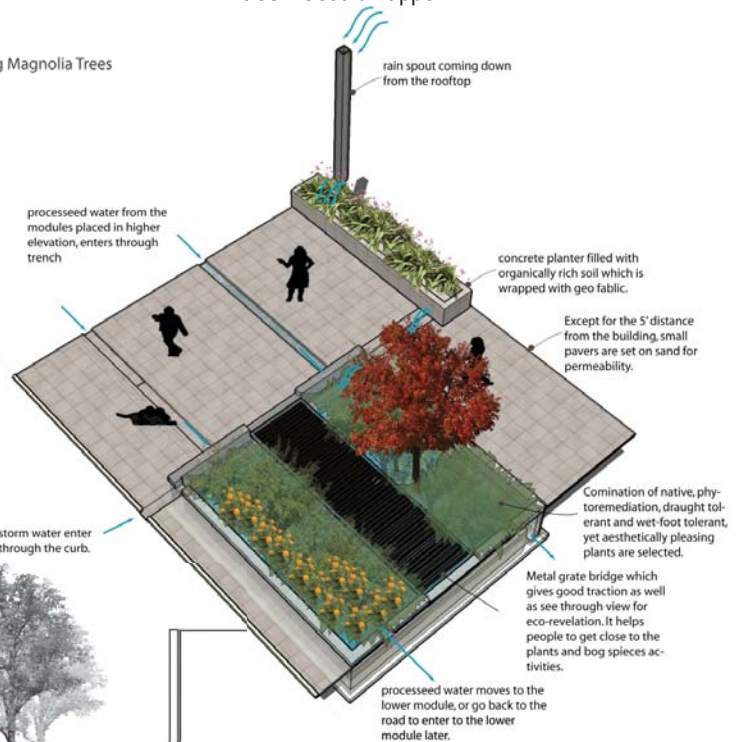 Magnolia Trees
rain spout coming down
from the rooftop
processeed water from the
modules placed in higher
elevation, enters through
trench
concrete planter filled with
organically rich soil which is
wrapped with geo fablic.
Except for the 5' distance
from the building, small
pavers are set on sand for
permeability.
storm water enter
through the curb.
Comination of native, phy-
toremediation, draught tol-
erant and wet-foot tolerant,
yet aesthetically pleasing
plants are selected.
Metal grate bridge which
gives good traction as well
as see through view for
eco-revelation. It helps
people to get close to the
plants and bog spieces ac-
tivities.
processeed water moves to the
lower module, or go back to the
road to enter to the lower
module later.